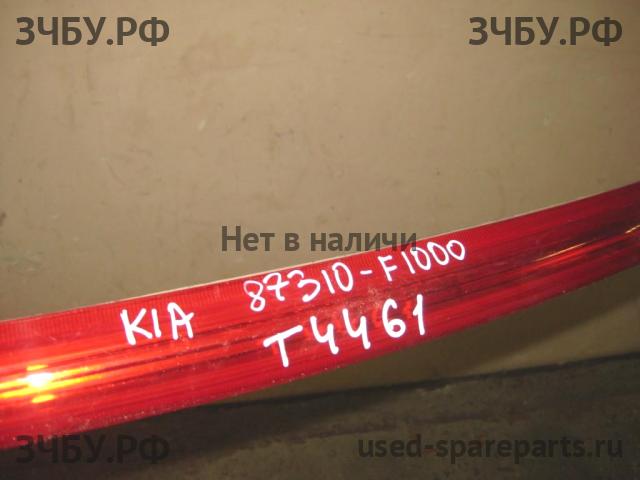 ЗЧБУ.РФ ЗЧБУ.РФ
Нет в наличи
KIA 87310-F1000
T4461
ЗЧБУ.РФ used-spareparts.ru